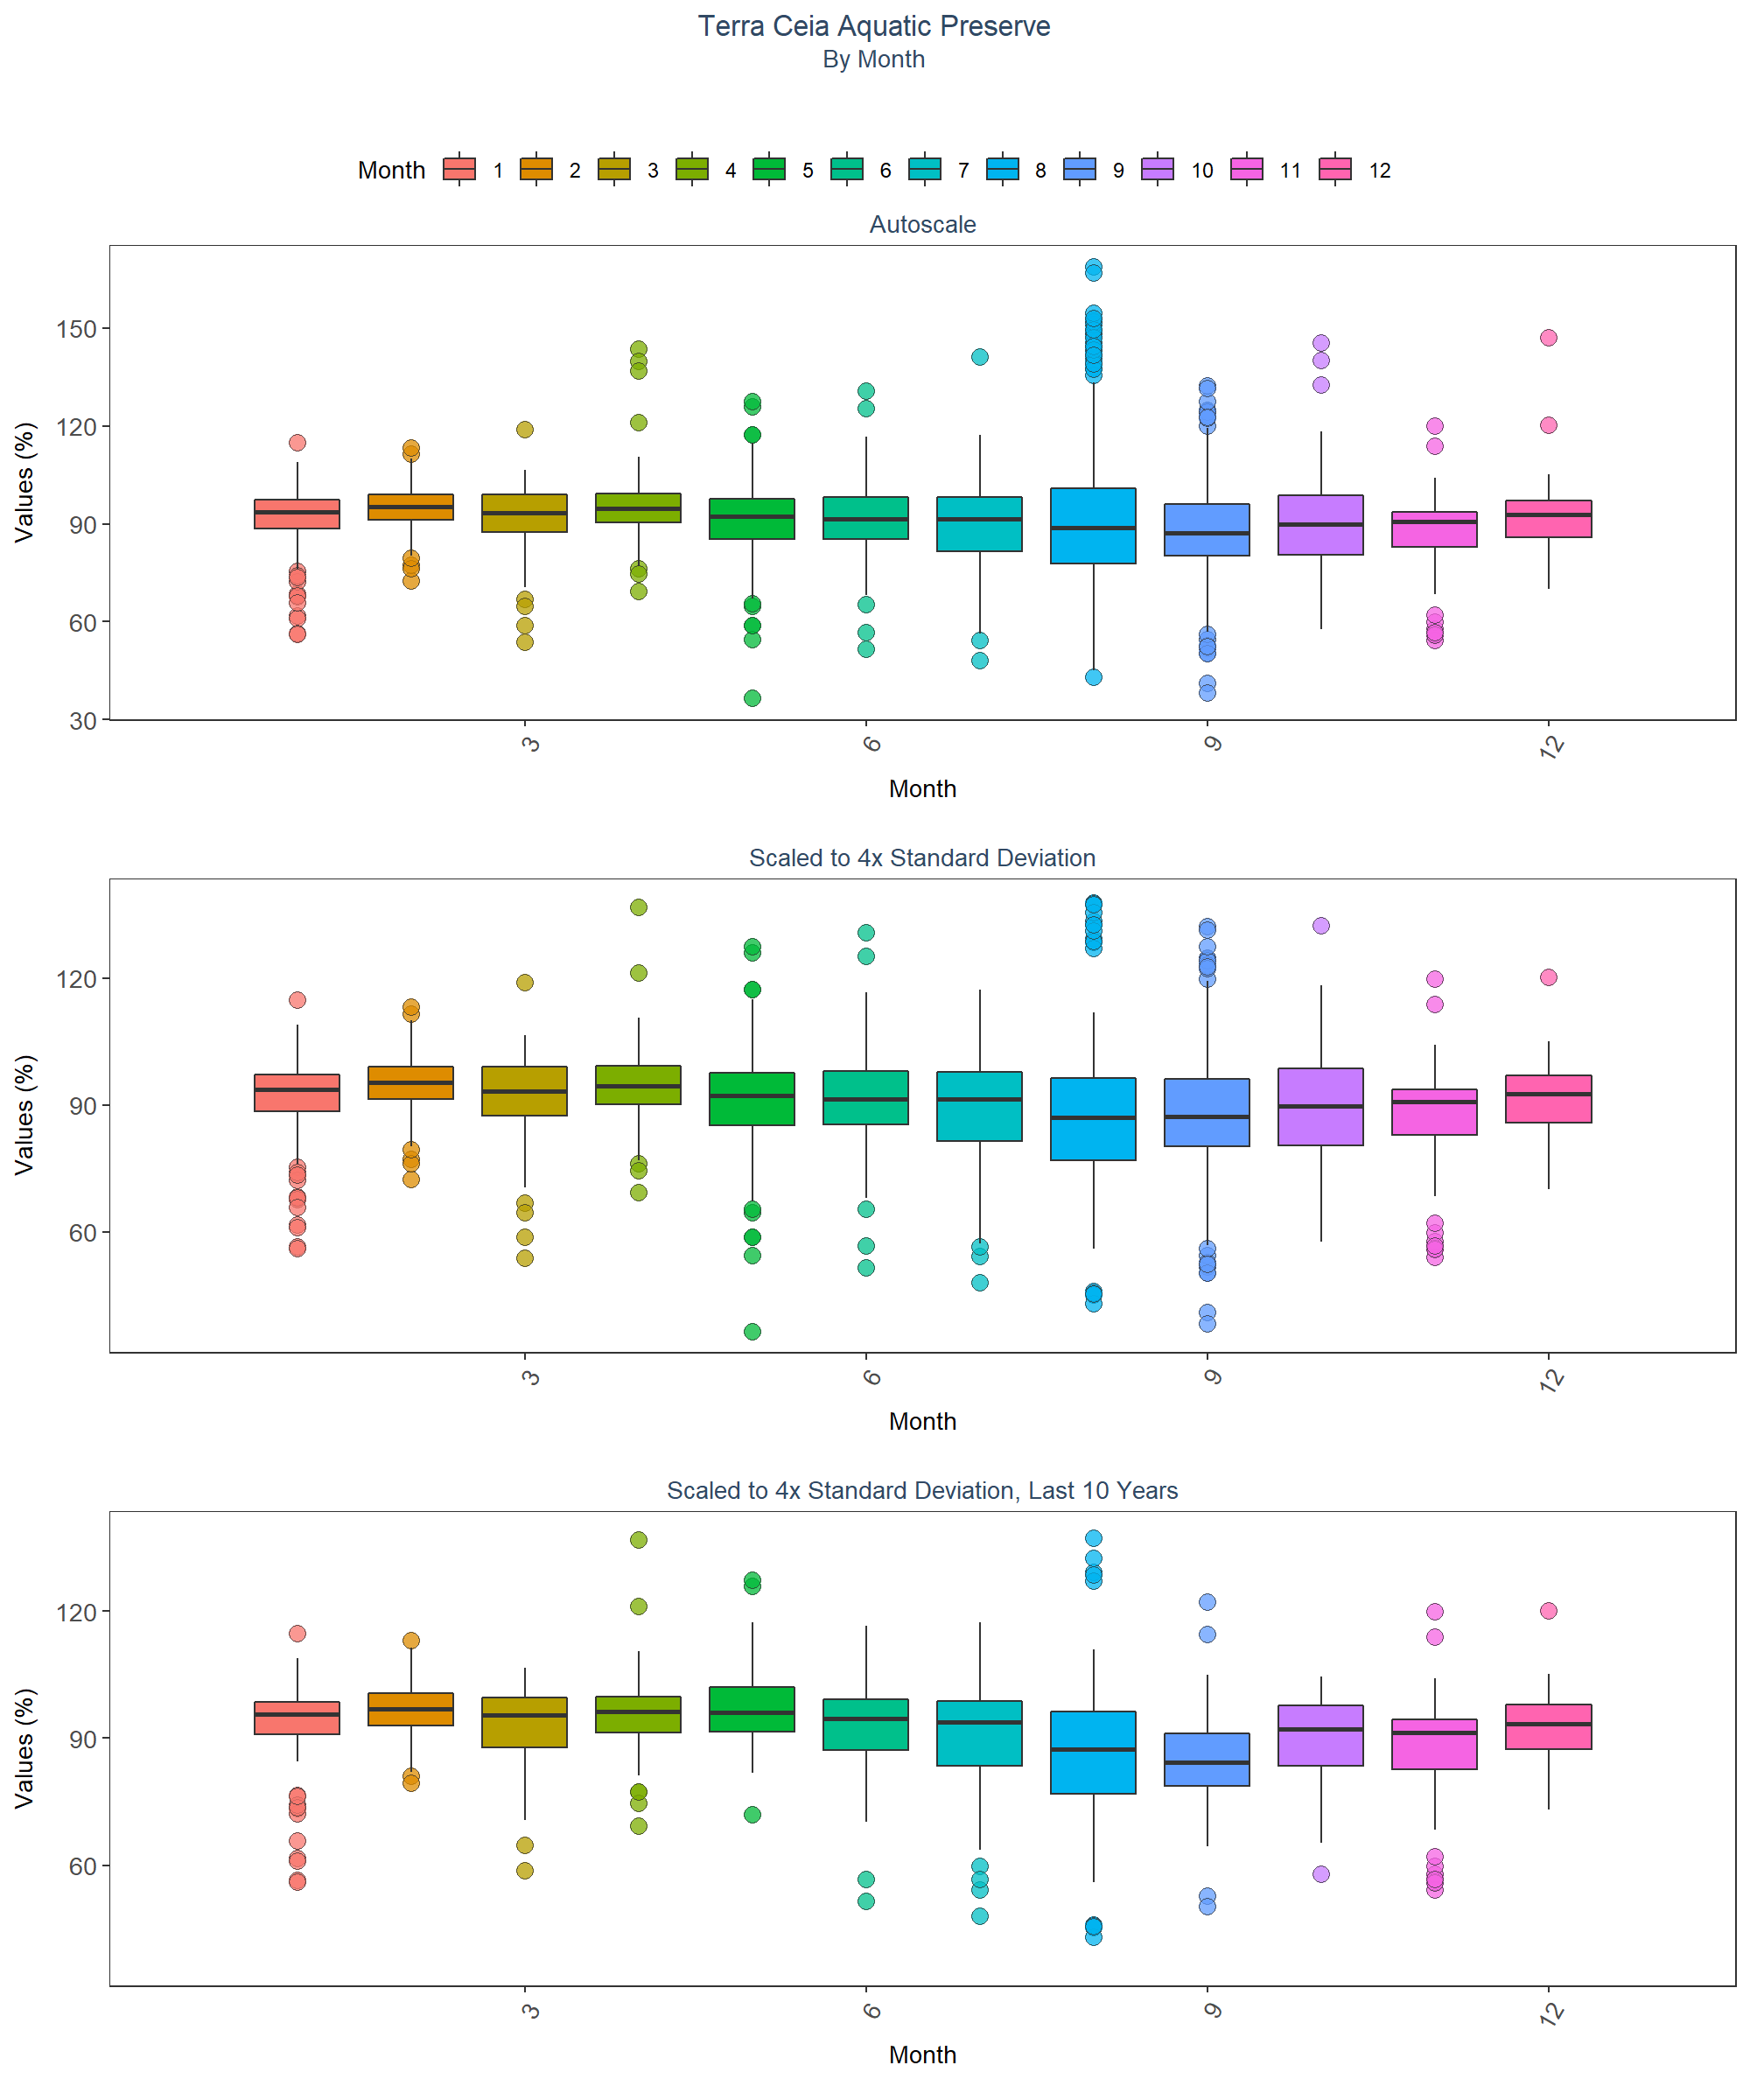 Terra Ceia Aquatic Preserve
By Month
Month 1 2 3 4 5 6 7 8 9 10 11 12
Autoscale
Values (%)
150
120
90
60
30
3 6 9 12
Month
Scaled to 4x Standard Deviation
Values (%)
120
90
60
3 6 9 12
Month
Scaled to 4x Standard Deviation, Last 10 Years
Values (%)
120
90
60
3 6 9 12
Month